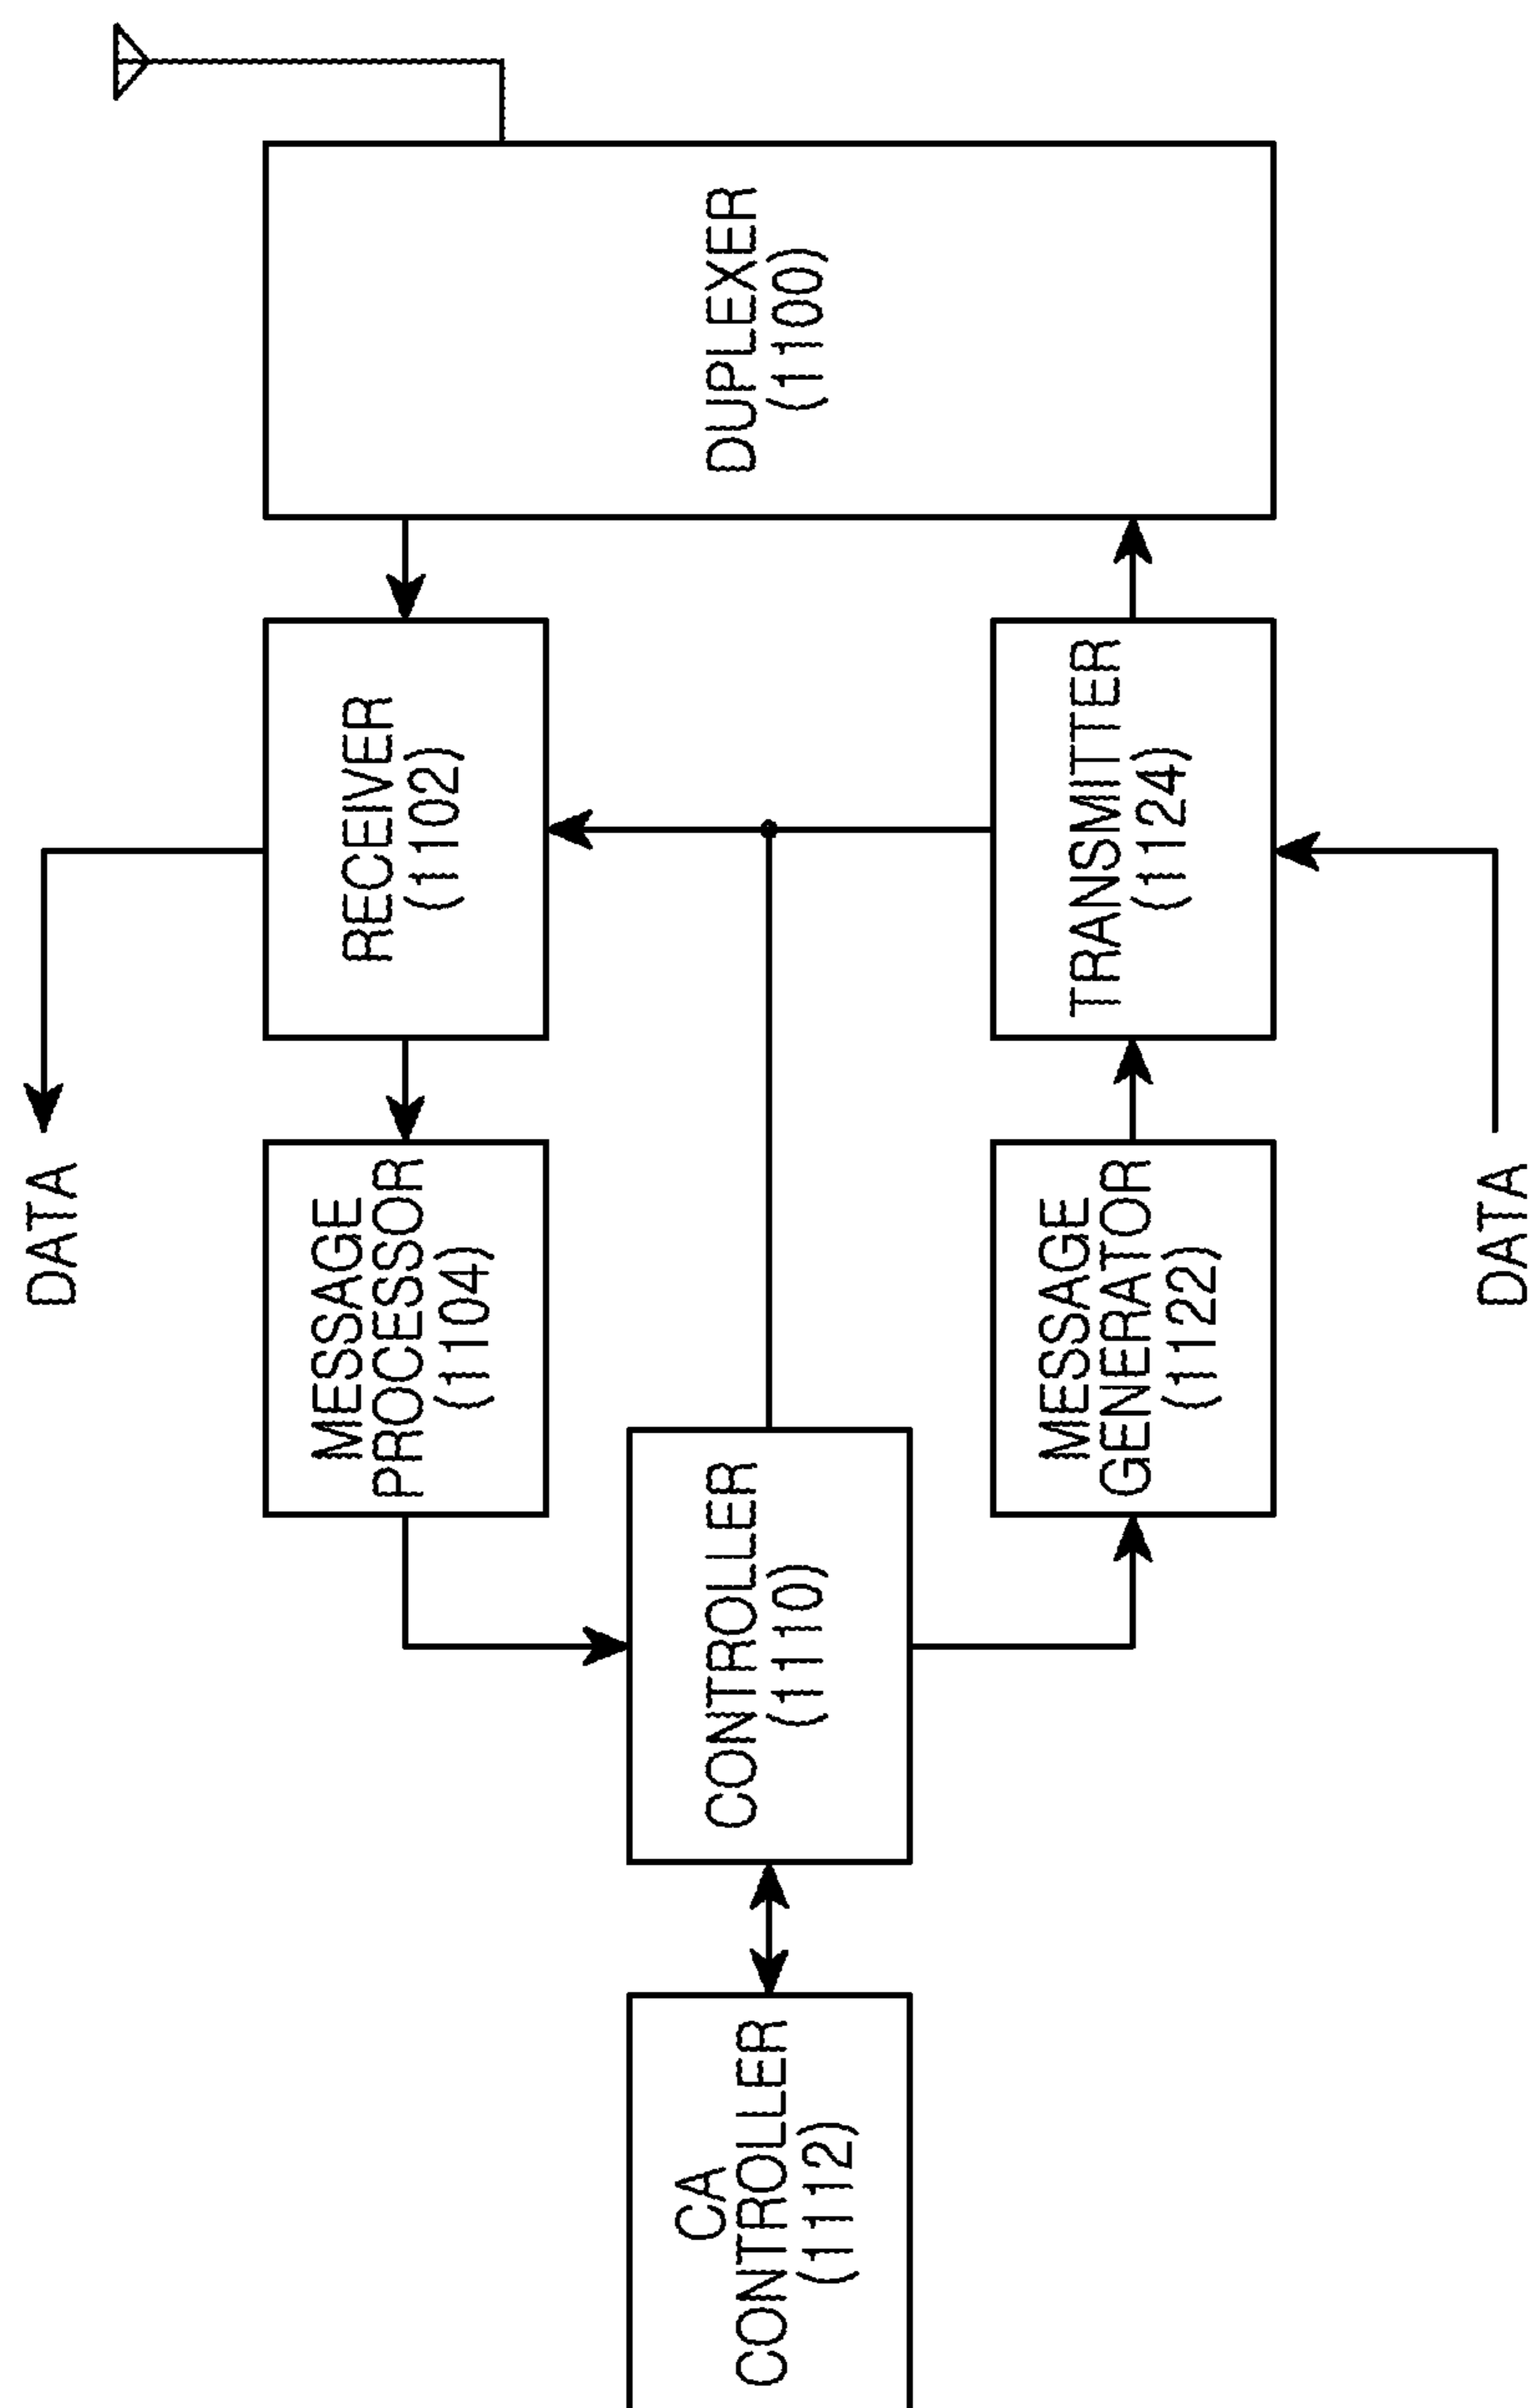 DATA
RECEIVER
(1102)
MESSAGE
PROCESSOR
(1104)
DUPLEXER
(1100)
CONTROLLER
(1110)
CA
CONTROLLER
(1112)
TRANSMITTER
(1124)
MESSAGE
GENERATOR
(1122)
DATA